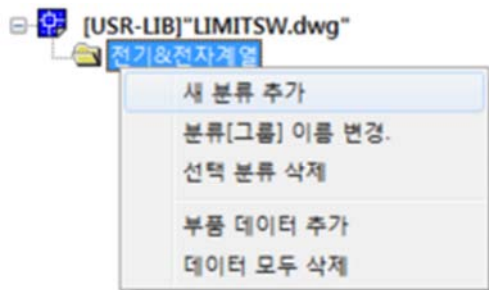 [USR-LIB]"LIMITSW.dwg"
전기&전자계열
새 분류 추가
분류[그룹] 이름 변경.
선택 분류 삭제
부품 데이터 추가
데이터 모두 삭제